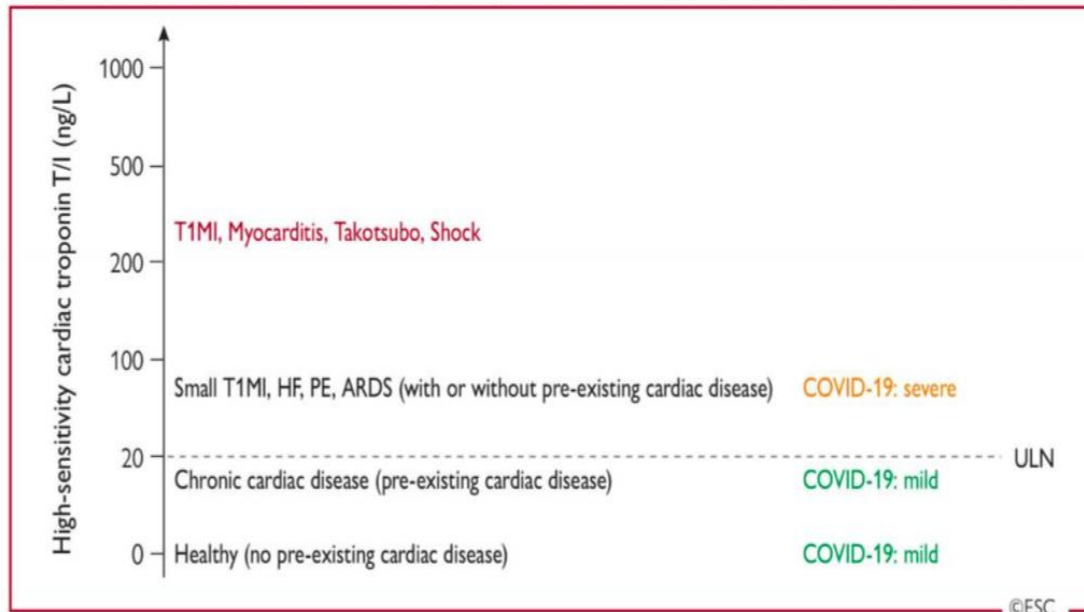 High-sensitivity cardiac troponin T/I (ng/L)
1000
500
T1MI, Myocarditis, Takotsubo, Shock
200
100
Small T1MI, HF, PE, ARDS (with or without pre-existing cardiac disease) COVID-19: severe
20 ULN
Chronic cardiac disease (pre-existing cardiac disease) COVID-19: mild
0 Healthy (no pre-existing cardiac disease) COVID-19: mild
©ESC